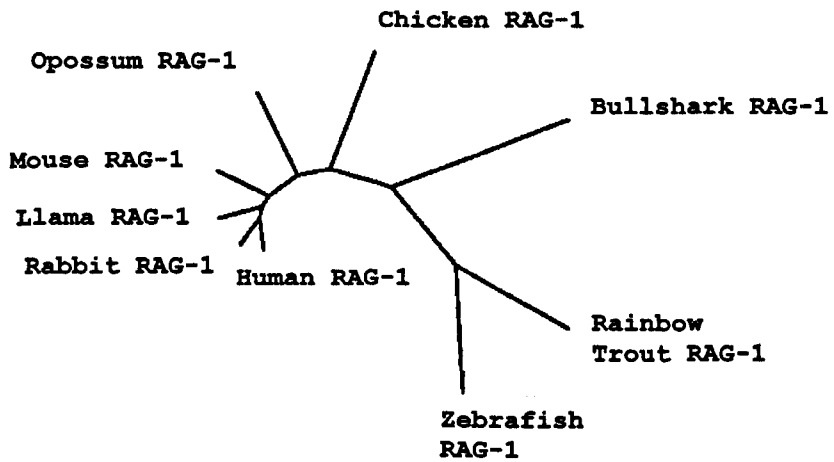 Chicken RAG-1
Opossum RAG-1
Bullshark RAG-1
Mouse RAG-1
Llama RAG-1
Rabbit RAG-1
Human RAG-1
Rainbow
Trout RAG-1
Zebrafish
RAG-1